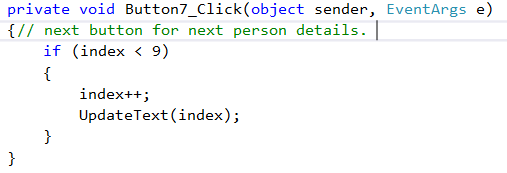 private void Button7_Click(object sender, EventArgs e)
{// next button for next person details.
    if (index < 9)
    {
        index++;
        UpdateText(index);
    }
}